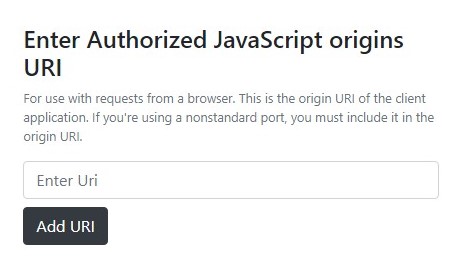 Enter Authorized JavaScript origins
URI
For use with requests from a browser. This is the origin URI of the client
application. If you're using a nonstandard port, you must include it in the
origin URI.
Enter Uri
Add URI